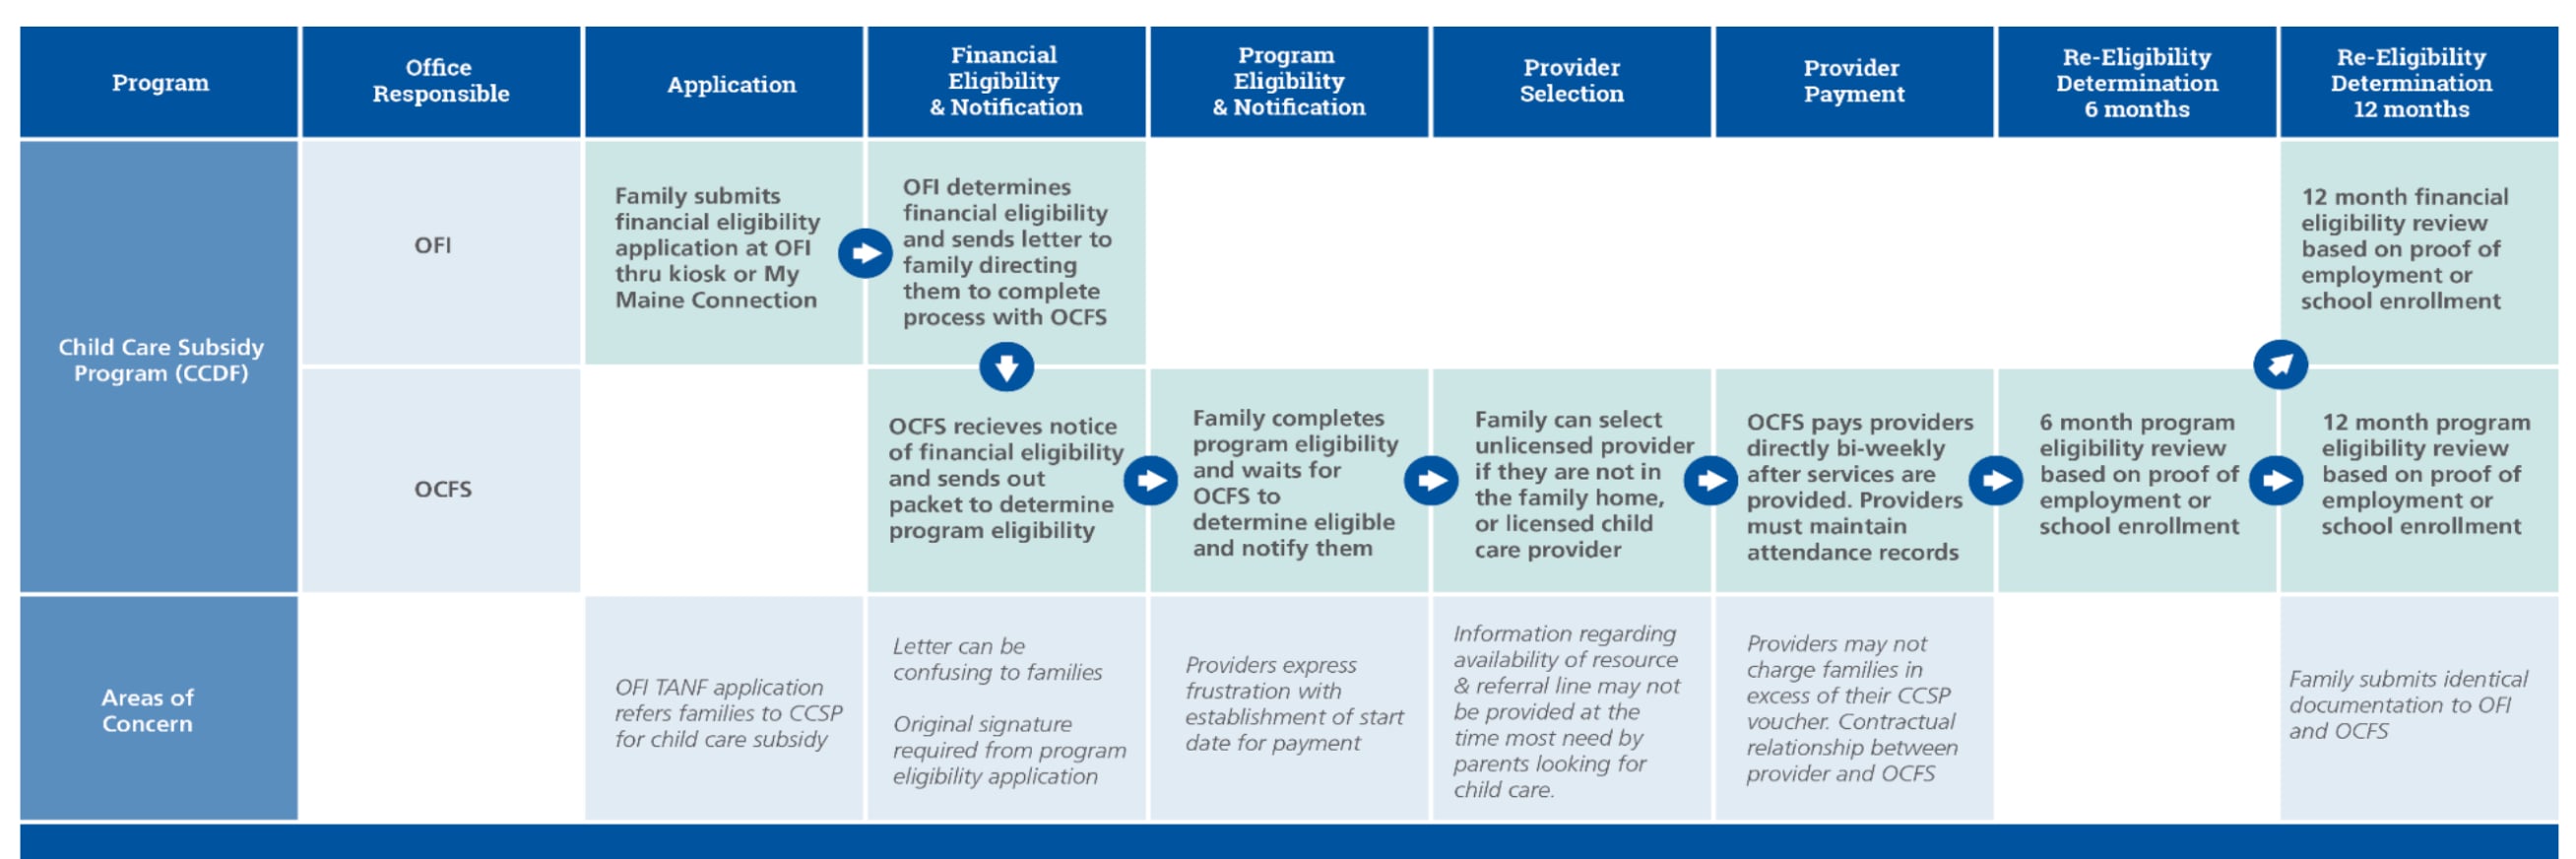 Program
Office
Responsible
Application
Financial
Eligibility
& Notification
Program
Eligibility
& Notification
Provider
Selection
Provider
Payment
Re-Eligibility
Determination
6 months
Re-Eligibility
Determination
12 months
Child Care Subsidy
Program (CCDF)
OFI
Family submits
financial eligibility
application at OFI
thru kiosk or My
Maine Connection
OFI determines
financial eligibility
and sends letter to
family directing
them to complete
process with OCFS
12 month financial
eligibility review
based on proof of
employment or
school enrollment
OCFS
OCFS recieves notice
of financial eligibility
and sends out
packet to determine
program eligibility
Family completes
program eligibility
and waits for
OCFS to
determine eligible
and notify them
Family can select
unlicensed provider
if they are not in
the family home,
or licensed child
care provider
OCFS pays providers
directly bi-weekly
after services are
provided. Providers
must maintain
attendance records
6 month program
eligibility review
based on proof of
employment or
school enrollment
12 month program
eligibility review
based on proof of
employment or
school enrollment
Areas of
Concern
OFI TANF application
refers families to CCSP
for child care subsidy
Letter can be
confusing to families
Original signature
required from program
eligibility application
Providers express
frustration with
establishment of start
date for payment
Information regarding
availability of resource
& referral line may not
be provided at the
time most need by
parents looking for
child care.
Providers may not
charge families in
excess of their CCSP
voucher. Contractual
relationship between
provider and OCFS
Family submits identical
documentation to OFI
and OCFS